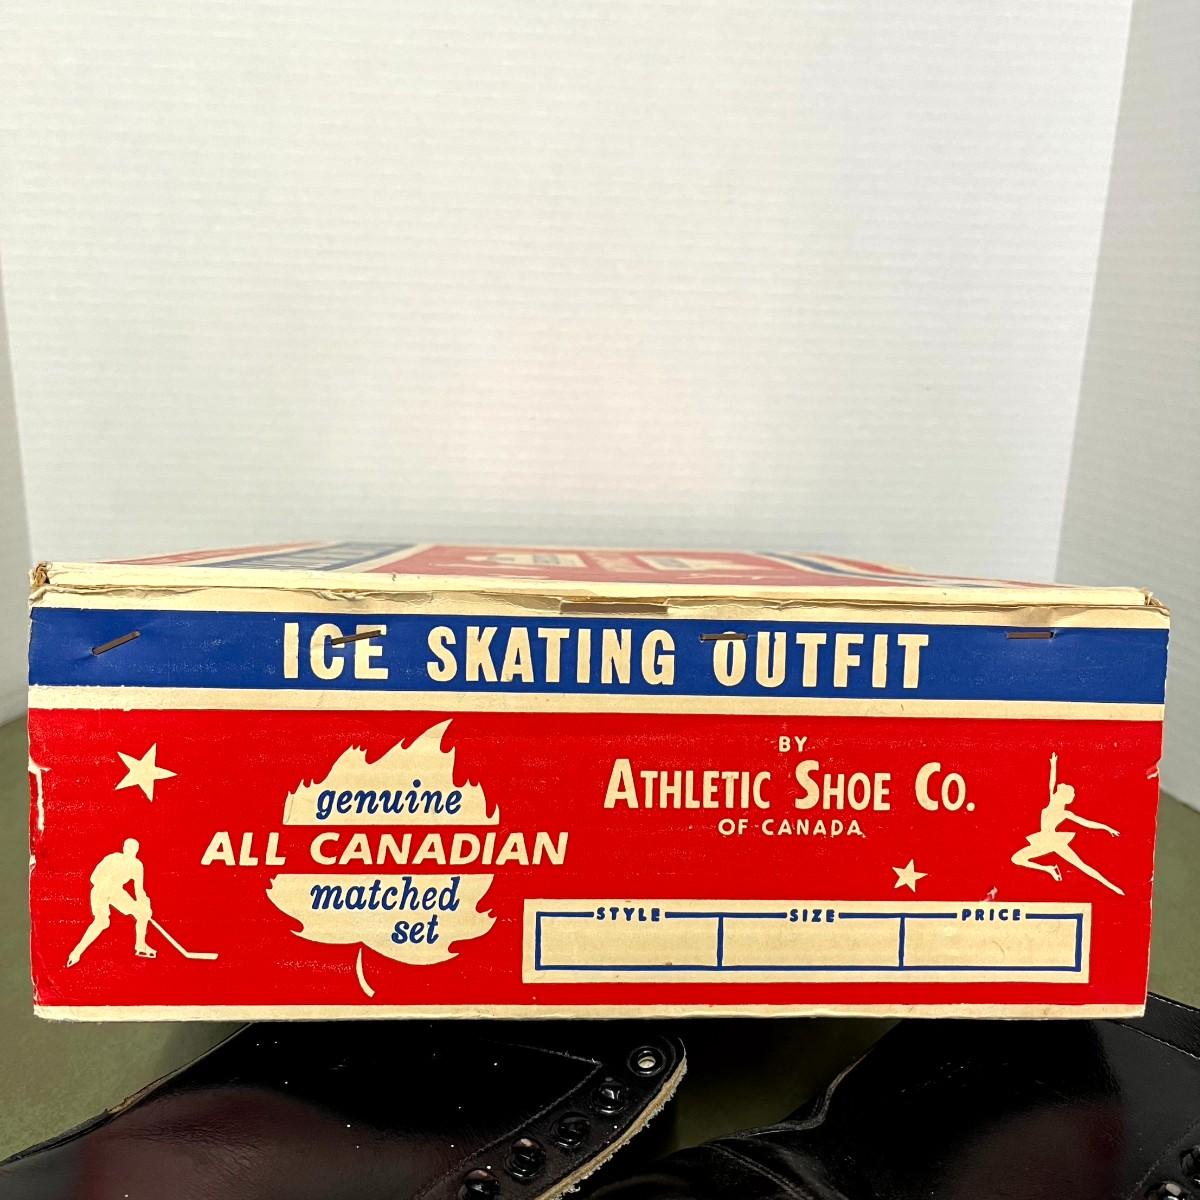 ICE SKATING OUTFIT
genuine
ALL CANADIAN
matched
set
BY
ATHLETIC SHOE CO.
OF CANADA
STYLE SIZE PRICE